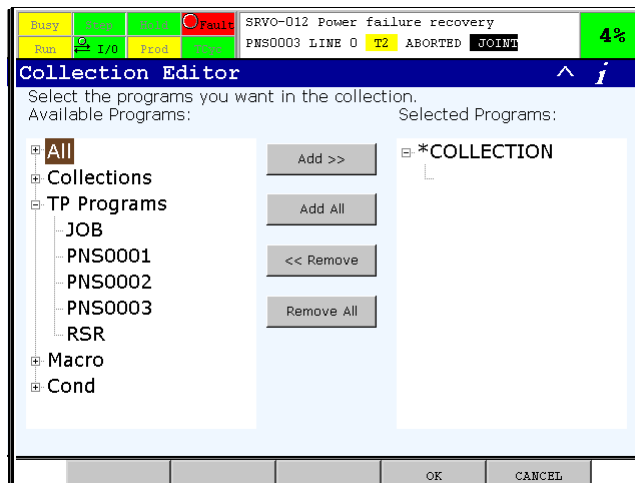 Busy Step Hold Fault SRVO-012 Power failure recovery
Run I/O Prod TCyc PNS0003 LINE 0 T2 ABORTED JOINT 4%
Collection Editor
Select the programs you want in the collection.
Available Programs: Selected Programs:
All
Collections
TP Programs
JOB
PNS0001
PNS0002
PNS0003
RSR
Macro
Cond
Add >>
Add All
<< Remove
Remove All
*COLLECTION
OK CANCEL